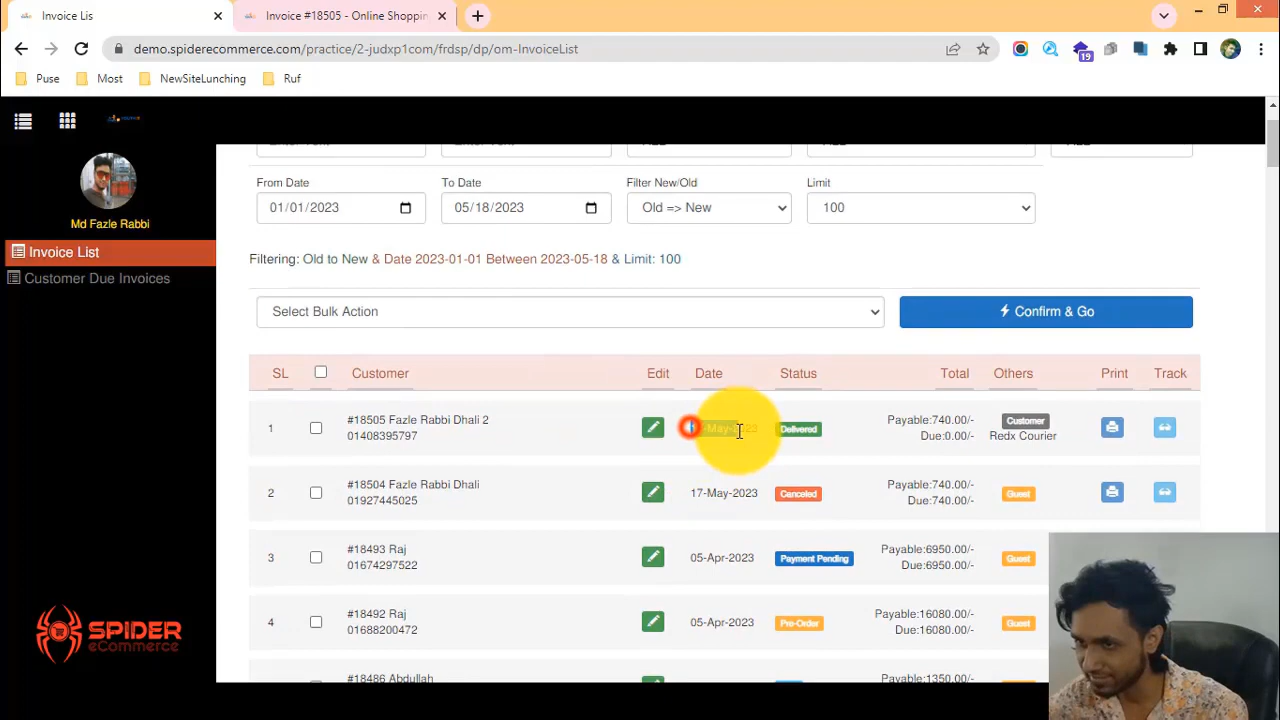 Invoice Lis
Invoice #18505 - Online Shoppin
demo.spiderecommerce.com/practice/2-judxp1com/frdsp/dp/om-InvoiceList
19
Puse
Most
NewSiteLunching
Ruf
Md Fazle Rabbi
Invoice List
Customer Due Invoices
From Date
To Date
Filter New/Old
Limit
01/01/2023
05/18/2023
Old => New
100
Filtering: Old to New & Date 2023-01-01 Between 2023-05-18 & Limit: 100
Select Bulk Action
Confirm & Go
SL Customer Edit Date Status Total Others Print Track
1
#18505 Fazle Rabbi Dhali 2
01408395797
-May-2023
Delivered
Payable:740.00/-
Due:0.00/-
Customer
Redx Courier
2
#18504 Fazle Rabbi Dhali
01927445025
17-May-2023
Canceled
Payable:740.00/-
Due:740.00/-
Guest
3
#18493 Raj
01674297522
05-Apr-2023
Payment Pending
Payable:6950.00/-
Due:6950.00/-
Guest
4
#18492 Raj
01688200472
05-Apr-2023
Pre-Order
Payable:16080.00/-
Due:16080.00/-
Guest
#18486 Abdullah
Payable:1350.00/-
SPIDER
eCommerce